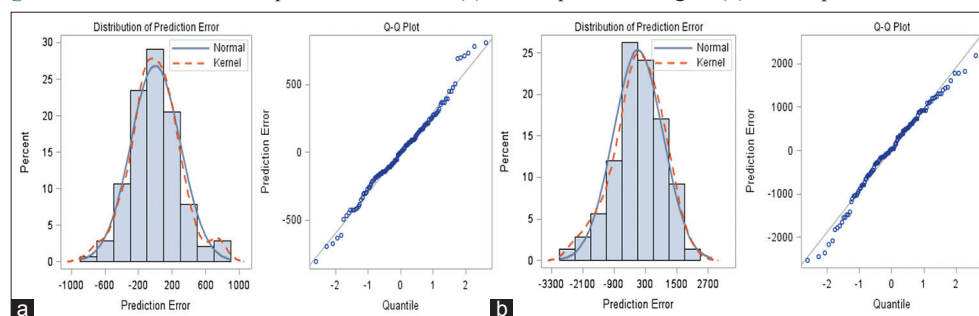 Distribution of Prediction Error
Normal
Kernel
Percent
30
25
20
15
10
5
0
-1000 -600 -200 200 600 1000
Prediction Error
Q-Q Plot
Prediction Error
500
0
-500
-2 -1 0 1 2
Quantile
a
Distribution of Prediction Error
Normal
Kernel
Percent
25
20
15
10
5
0
-3300 -2100 -900 300 1500 2700
Prediction Error
Q-Q Plot
Prediction Error
2000
1000
0
-1000
-2000
-2 -1 0 1 2
Quantile
b